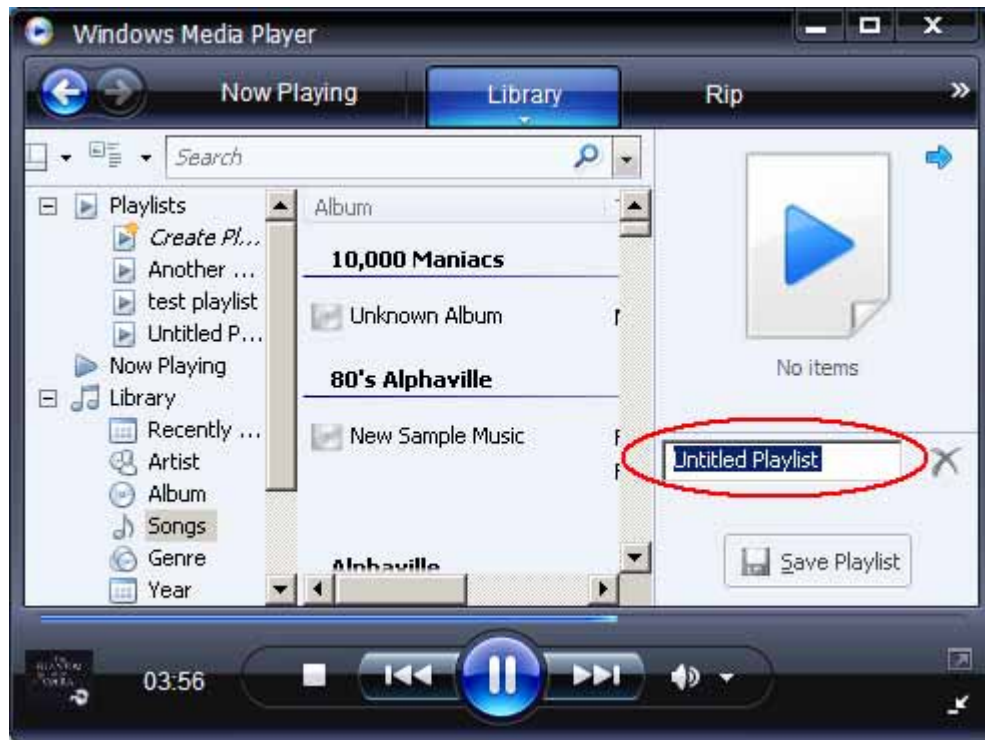 Windows Media Player
Now Playing
Library
Rip
»
Search
Playlists
Create Pl...
Another ...
test playlist
Untitled P...
Now Playing
Library
Recently ...
Artist
Album
Songs
Genre
Year
Album
10,000 Maniacs
Unknown Album
80's Alphaville
New Sample Music
Alphaville
No items
Untitled Playlist
Save Playlist
03:56